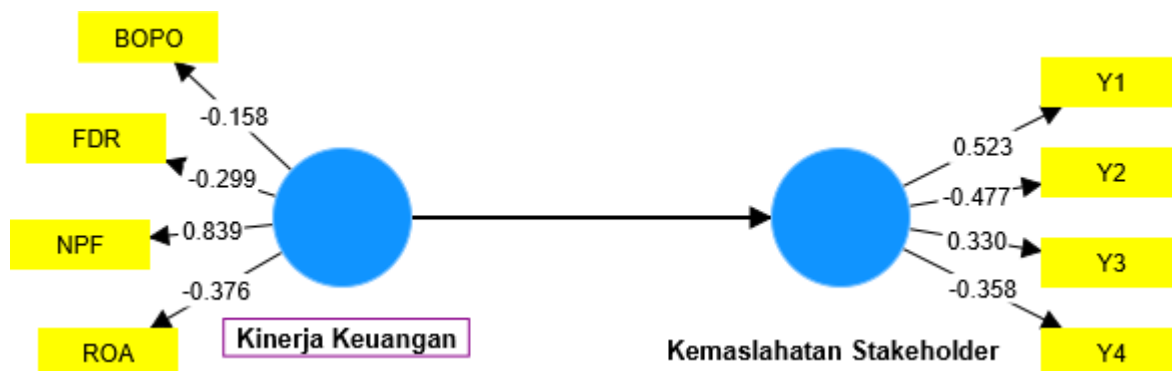 BOPO
-0.158
FDR
-0.299
NPF
0.839
ROA
-0.376
Kinerja Keuangan
Kemaslahatan Stakeholder
Y1
0.523
Y2
-0.477
Y3
0.330
Y4
-0.358